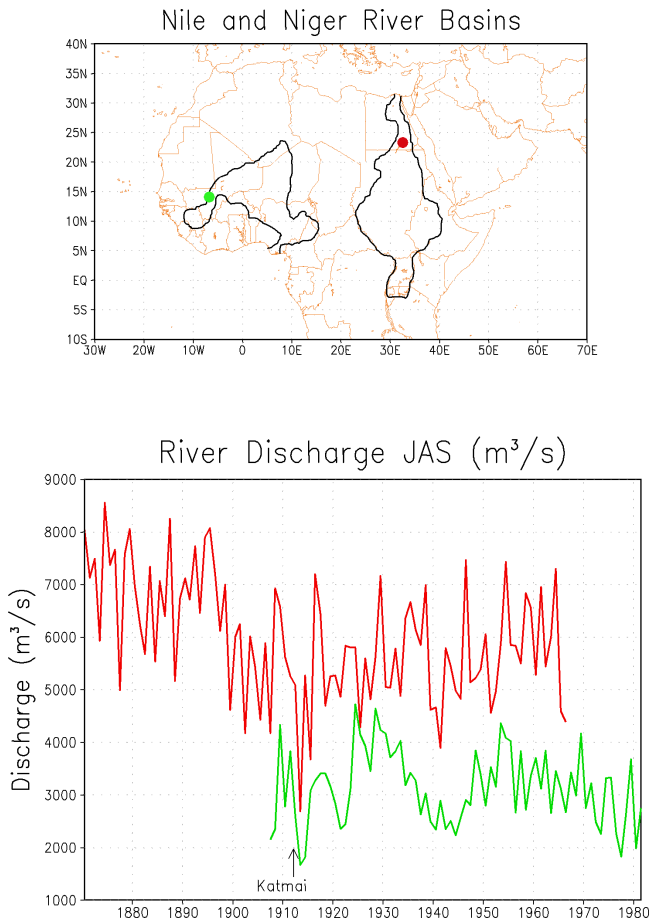 Nile and Niger River Basins
40N
35N
30N
25N
20N
15N
10N
5N
EQ
5S
10S
30W 20W 10W 0 10E 20E 30E 40E 50E 60E 70E
River Discharge JAS (m³/s)
9000
8000
7000
6000
5000
4000
3000
2000
1000
Discharge (m³/s)
Katmai
1880 1890 1900 1910 1920 1930 1940 1950 1960 1970 1980